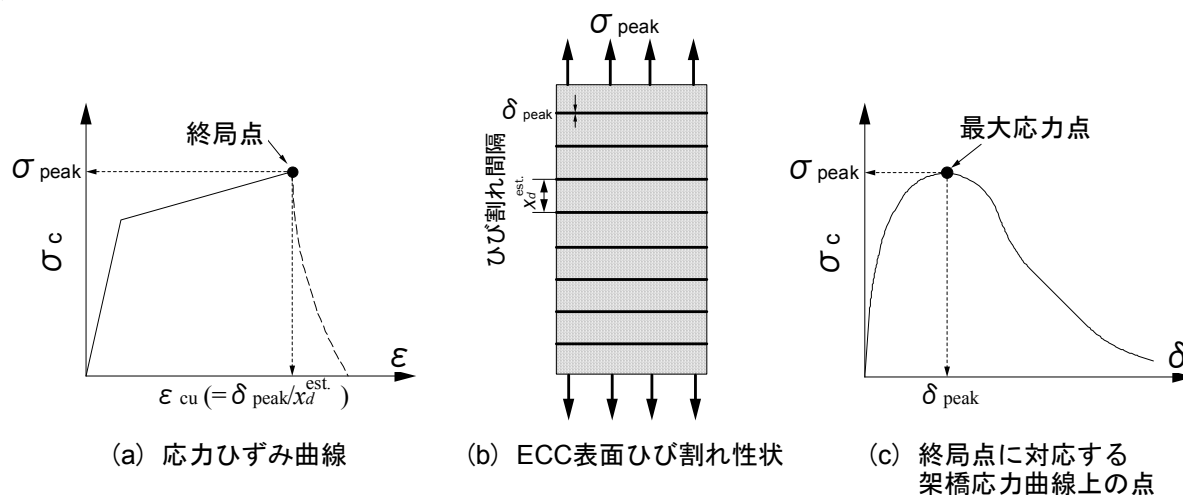 終局点
σ peak
σ c
ε
ε cu (= δ peak/x_d^est. )
(a) 応力ひずみ曲線
σ peak
δ peak
ひび割れ間隔
x_d^est.
(b) ECC表面ひび割れ性状
最大応力点
σ peak
σ c
δ
δ peak
(c) 終局点に対応する
架橋応力曲線上の点